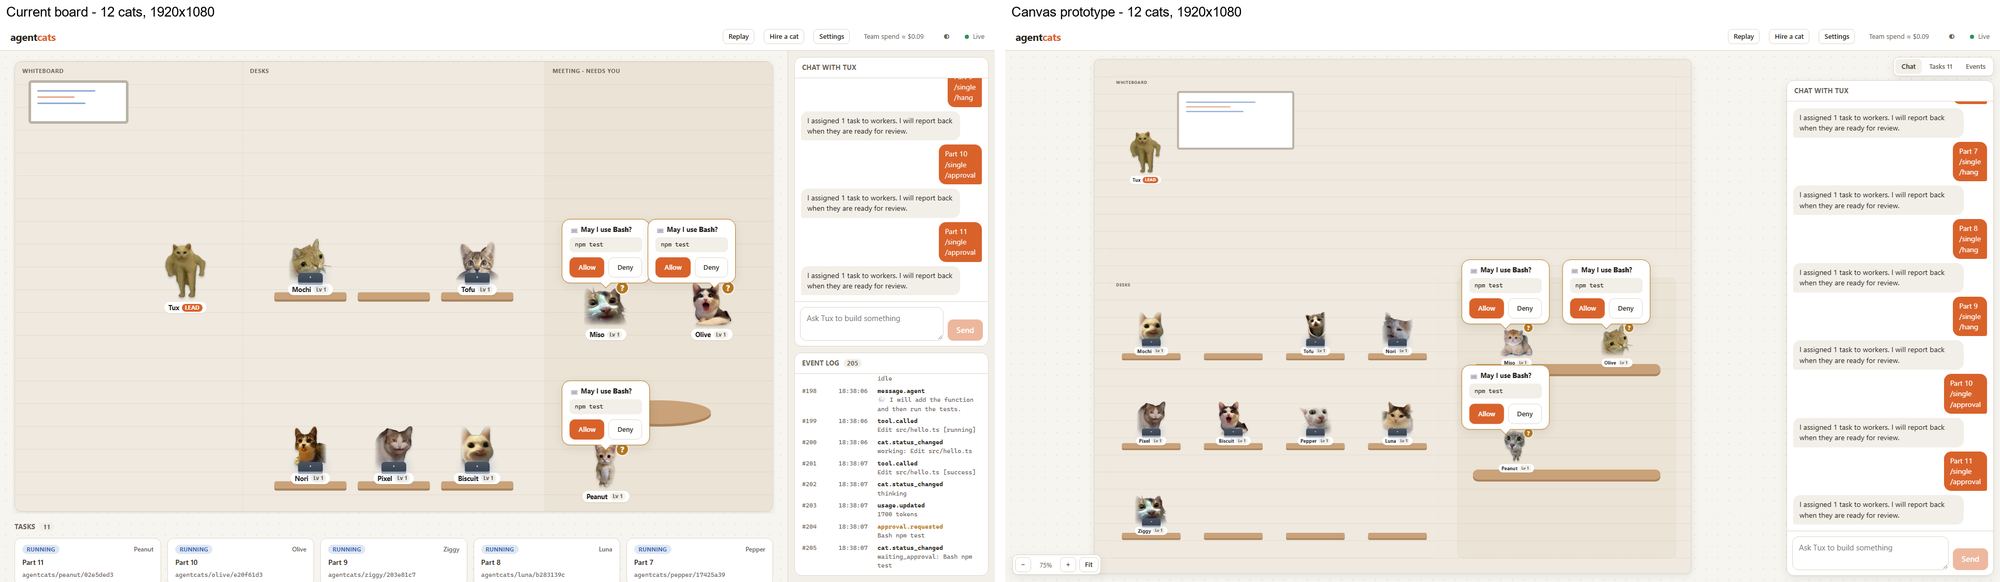 Current board - 12 cats, 1920x1080
agentcats
Replay
Hire a cat
Settings
Team spend ≈ $0.09
Live
WHITEBOARD
DESKS
MEETING - NEEDS YOU
Tux LEAD
Mochi Lv 1
Tofu Lv 1
May I use Bash?
npm test
Allow
Deny
May I use Bash?
npm test
Allow
Deny
?
?
Miso Lv 1
Olive Lv 1
May I use Bash?
npm test
Allow
Deny
?
Nori Lv 1
Pixel Lv 1
Biscuit Lv 1
Peanut Lv 1
TASKS 11
RUNNING
Peanut
Part 11
agentcats/peanut/02e5ded3
RUNNING
Olive
Part 10
agentcats/olive/e20f61d3
RUNNING
Ziggy
Part 9
agentcats/ziggy/203e81c7
RUNNING
Luna
Part 8
agentcats/luna/b283139c
RUNNING
Pepper
Part 7
agentcats/pepper/17425a39
CHAT WITH TUX
/single
/hang
I assigned 1 task to workers. I will report back
when they are ready for review.
Part 10
/single
/approval
I assigned 1 task to workers. I will report back
when they are ready for review.
Part 11
/single
/approval
I assigned 1 task to workers. I will report back
when they are ready for review.
Ask Tux to build something
Send
EVENT LOG 205
idle
#198 18:38:06 message.agent
I will add the function
and then run the tests.
#199 18:38:06 tool.called
Edit src/hello.ts [running]
#200 18:38:06 cat.status_changed
working: Edit src/hello.ts
#201 18:38:07 tool.called
Edit src/hello.ts [success]
#202 18:38:07 cat.status_changed
thinking
#203 18:38:07 usage.updated
1700 tokens
#204 18:38:07 approval.requested
Bash npm test
#205 18:38:07 cat.status_changed
waiting_approval: Bash npm
test
Canvas prototype - 12 cats, 1920x1080
agentcats
Replay
Hire a cat
Settings
Team spend ≈ $0.09
Live
WHITEBOARD
Tux LEAD
DESKS
Mochi Lv 1
Tofu Lv 1
Nori Lv 1
May I use Bash?
npm test
Allow
Deny
May I use Bash?
npm test
Allow
Deny
?
?
Miso Lv 1
Olive Lv 1
Pixel Lv 1
Biscuit Lv 1
Pepper Lv 1
Luna Lv 1
May I use Bash?
npm test
Allow
Deny
?
Peanut Lv 1
Ziggy Lv 1
− 75% + Fit
Chat
Tasks 11
Events
CHAT WITH TUX
I assigned 1 task to workers. I will report back
when they are ready for review.
Part 7
/single
/hang
I assigned 1 task to workers. I will report back
when they are ready for review.
Part 8
/single
/hang
I assigned 1 task to workers. I will report back
when they are ready for review.
Part 9
/single
/hang
I assigned 1 task to workers. I will report back
when they are ready for review.
Part 10
/single
/approval
I assigned 1 task to workers. I will report back
when they are ready for review.
Part 11
/single
/approval
I assigned 1 task to workers. I will report back
when they are ready for review.
Ask Tux to build something
Send